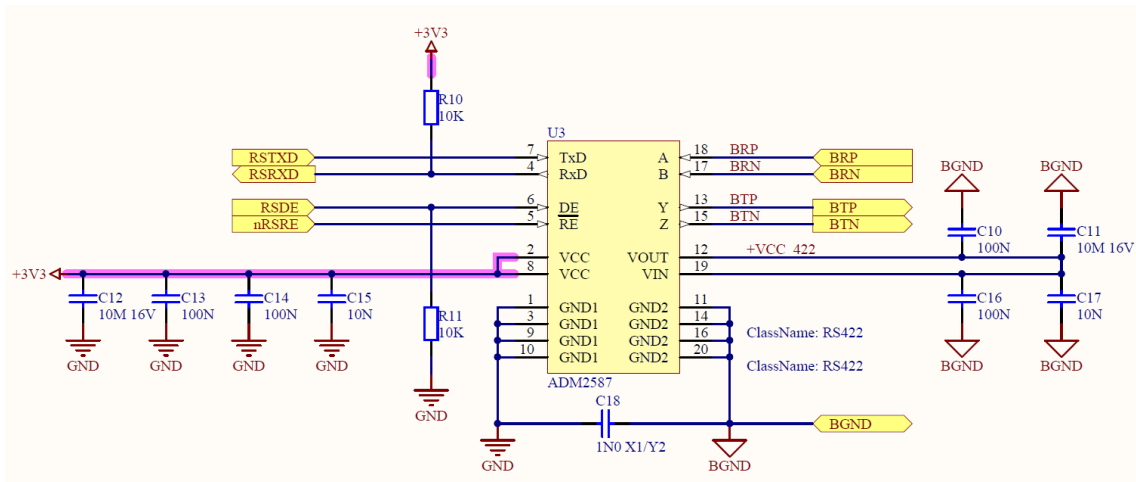 +3V3
R10
10K
U3
RSTXD
7
TxD
A
18
BRP
BRP
RSRXD
4
RxD
B
17
BRN
BRN
BGND
BGND
RSDE
6
DE
Y
13
BTP
BTP
nRSRE
5
RE
Z
15
BTN
BTN
C10
100N
C11
10M 16V
2
VCC
VOUT
12
+VCC_422
+3V3
8
VCC
VIN
19
C12
10M 16V
C13
100N
C14
100N
C15
10N
R11
10K
1
GND1
GND2
11
3
GND1
GND2
14
9
GND1
GND2
16
10
GND1
GND2
20
C16
100N
C17
10N
ClassName: RS422
ClassName: RS422
GND
GND
GND
GND
BGND
BGND
ADM2587
GND
C18
1N0 X1/Y2
BGND
GND
BGND